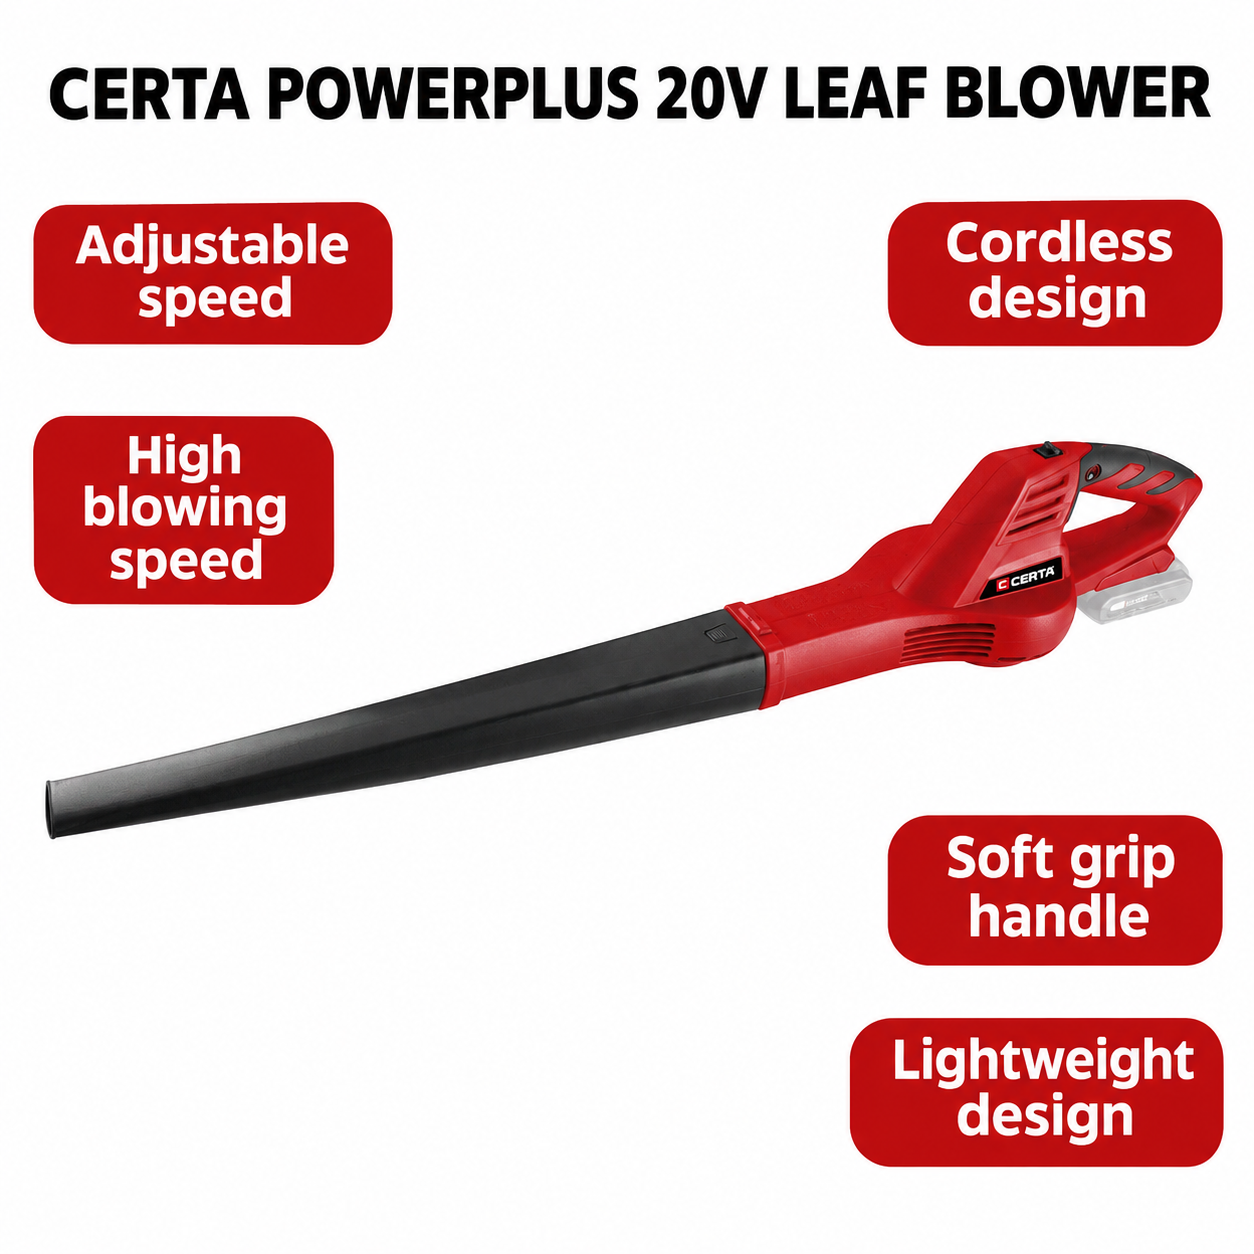 CERTA POWERPLUS 20V LEAF BLOWER
Adjustable
speed
Cordless
design
High
blowing
speed
CERTA
Soft grip
handle
Lightweight
design